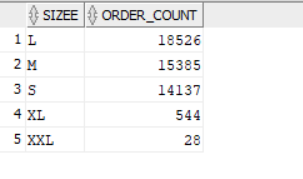 SIZEE ORDER_COUNT
1 L 18526
2 M 15385
3 S 14137
4 XL 544
5 XXL 28